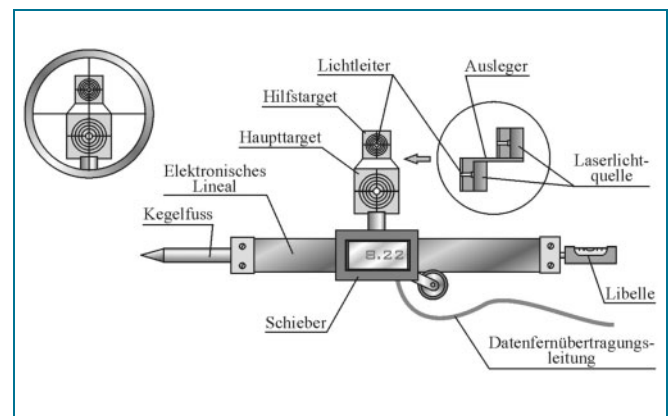 Lichtleiter
Ausleger
Hilfstarget
Haupttarget
Laserlicht-
quelle
Elektronisches
Lineal
Kegelfuss
8.22
Libelle
Schieber
Datenfernübertragungs-
leitung